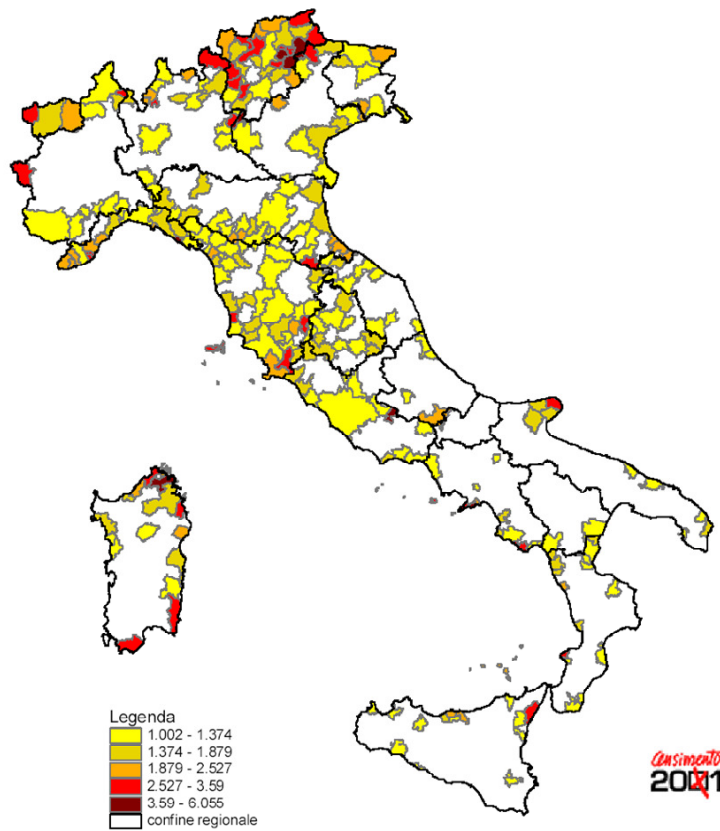 Legenda
1.002 - 1.374
1.374 - 1.879
1.879 - 2.527
2.527 - 3.59
3.59 - 6.055
confine regionale
Censimento
2001